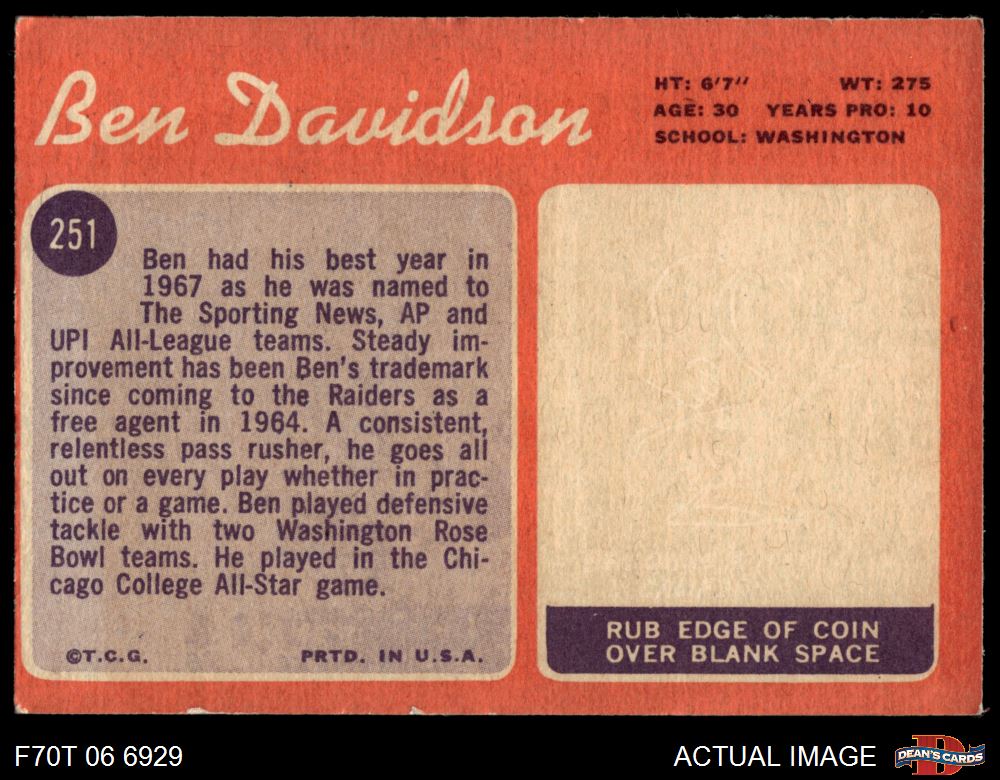 Ben Davidson
HT: 6'7" WT: 275
AGE: 30 YEARS PRO: 10
SCHOOL: WASHINGTON
251
Ben had his best year in
1967 as he was named to
The Sporting News, AP and
UPI All-League teams. Steady im-
provement has been Ben's trademark
since coming to the Raiders as a
free agent in 1964. A consistent,
relentless pass rusher, he goes all
out on every play whether in prac-
tice or a game. Ben played defensive
tackle with two Washington Rose
Bowl teams. He played in the Chi-
cago College All-Star game.
©T.C.G. PRTD. IN U.S.A.
RUB EDGE OF COIN
OVER BLANK SPACE
F70T 06 6929
ACTUAL IMAGE
DEAN'S CARDS